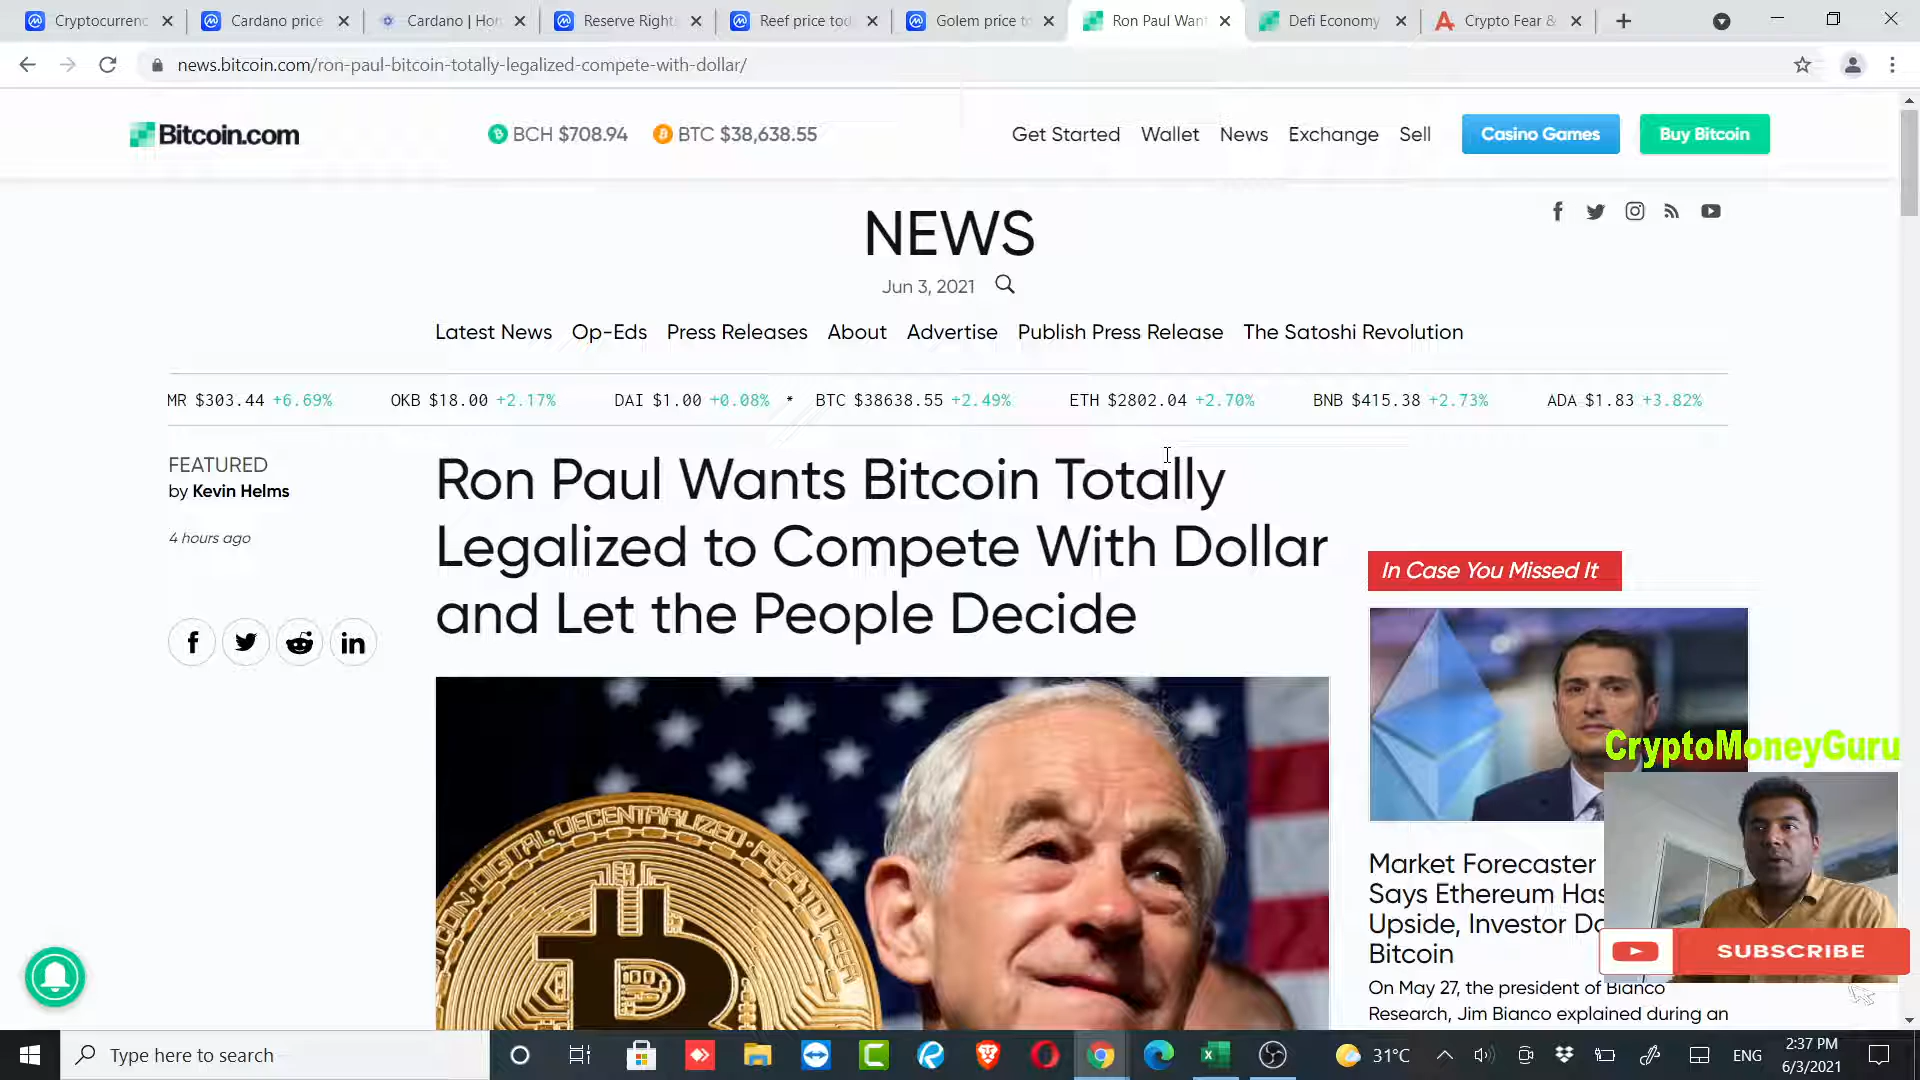 Cryptocurrenc
Cardano price
Cardano | Hom
Reserve Rights
Reef price tod
Golem price to
Ron Paul Want
Defi Economy
Crypto Fear &
news.bitcoin.com/ron-paul-bitcoin-totally-legalized-compete-with-dollar/
Bitcoin.com
BCH $708.94
BTC $38,638.55
Get Started
Wallet
News
Exchange
Sell
Casino Games
Buy Bitcoin
NEWS
Jun 3, 2021
Latest News
Op-Eds
Press Releases
About
Advertise
Publish Press Release
The Satoshi Revolution
MR $303.44 +6.69%
OKB $18.00 +2.17%
DAI $1.00 +0.08% *
BTC $38638.55 +2.49%
ETH $2802.04 +2.70%
BNB $415.38 +2.73%
ADA $1.83 +3.82%
FEATURED
by Kevin Helms
4 hours ago
Ron Paul Wants Bitcoin Totally
Legalized to Compete With Dollar
and Let the People Decide
In Case You Missed It
DIGITAL • DECENTRALIZED • PEER TO PEER
CryptoMoneyGuru
Market Forecaster
Says Ethereum Has
Upside, Investor Do
Bitcoin
SUBSCRIBE
On May 27, the president of Bianco
Research, Jim Bianco explained during an
Type here to search
31°C
ENG
2:37 PM
6/3/2021